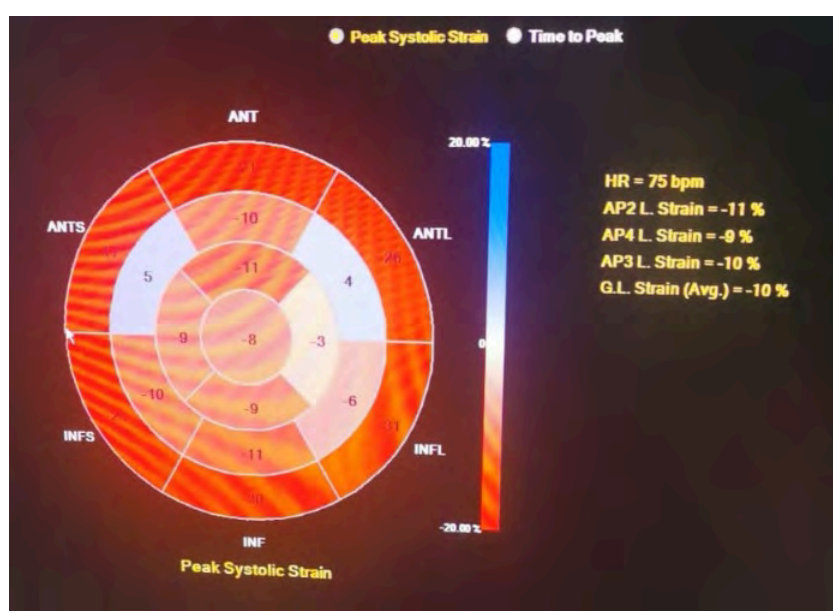 Peak Systolic Strain Time to Peak
ANT
20.00 %
HR = 75 bpm
-10
AP2 L. Strain = -11 %
ANTS
ANTL
AP4 L. Strain = -9 %
-26
-11
AP3 L. Strain = -10 %
5
4
G.L. Strain (Avg.) = -10 %
-9
-8
-3
0
-10
-6
-9
INFS
-31
INFL
-11
INF
-20.00 %
Peak Systolic Strain